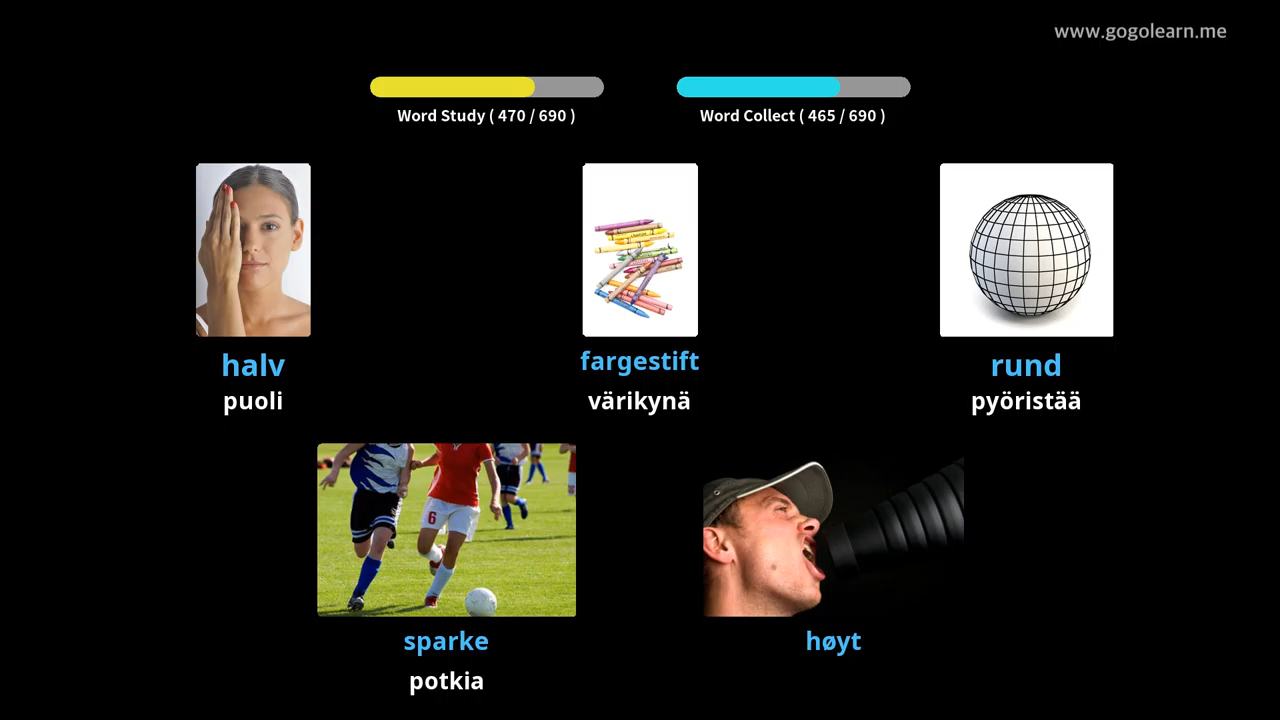 www.gogolearn.me
Word Study ( 470 / 690 )
Word Collect ( 465 / 690 )
halv
puoli
fargestift
värikynä
rund
pyöristää
sparke
potkia
høyt